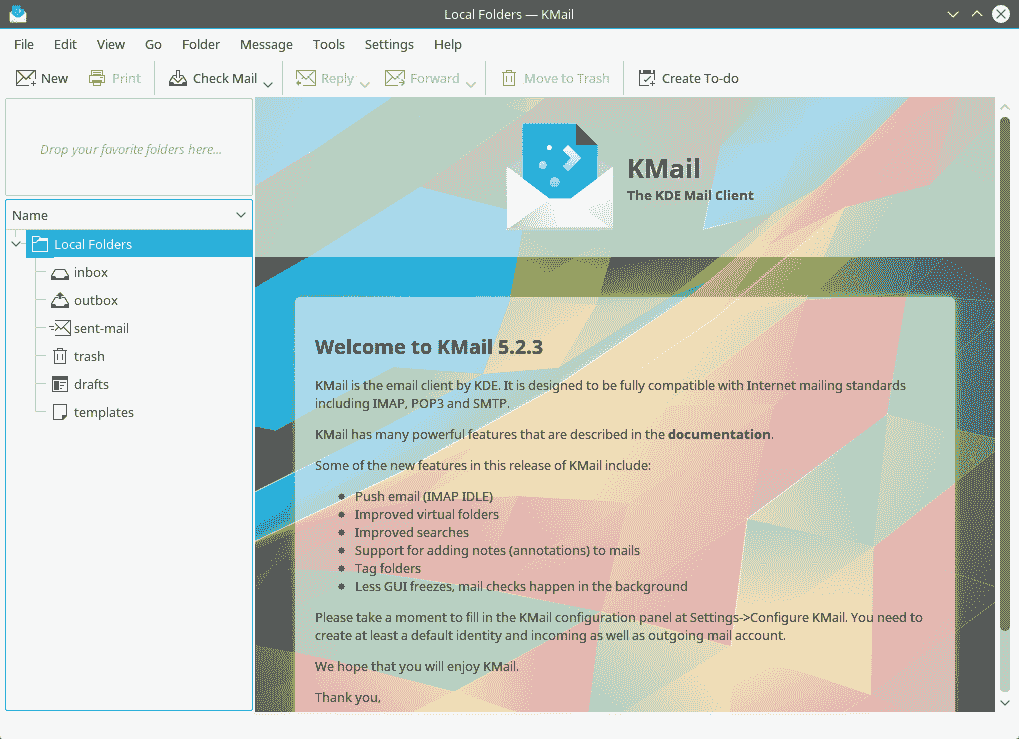 Local Folders — KMail
File Edit View Go Folder Message Tools Settings Help
New Print Check Mail Reply Forward Move to Trash Create To-do
Drop your favorite folders here...
Name
Local Folders
inbox
outbox
sent-mail
trash
drafts
templates
KMail
The KDE Mail Client
Welcome to KMail 5.2.3
KMail is the email client by KDE. It is designed to be fully compatible with Internet mailing standards
including IMAP, POP3 and SMTP.
KMail has many powerful features that are described in the documentation.
Some of the new features in this release of KMail include:
Push email (IMAP IDLE)
Improved virtual folders
Improved searches
Support for adding notes (annotations) to mails
Tag folders
Less GUI freezes, mail checks happen in the background
Please take a moment to fill in the KMail configuration panel at Settings->Configure KMail. You need to
create at least a default identity and incoming as well as outgoing mail account.
We hope that you will enjoy KMail.
Thank you,